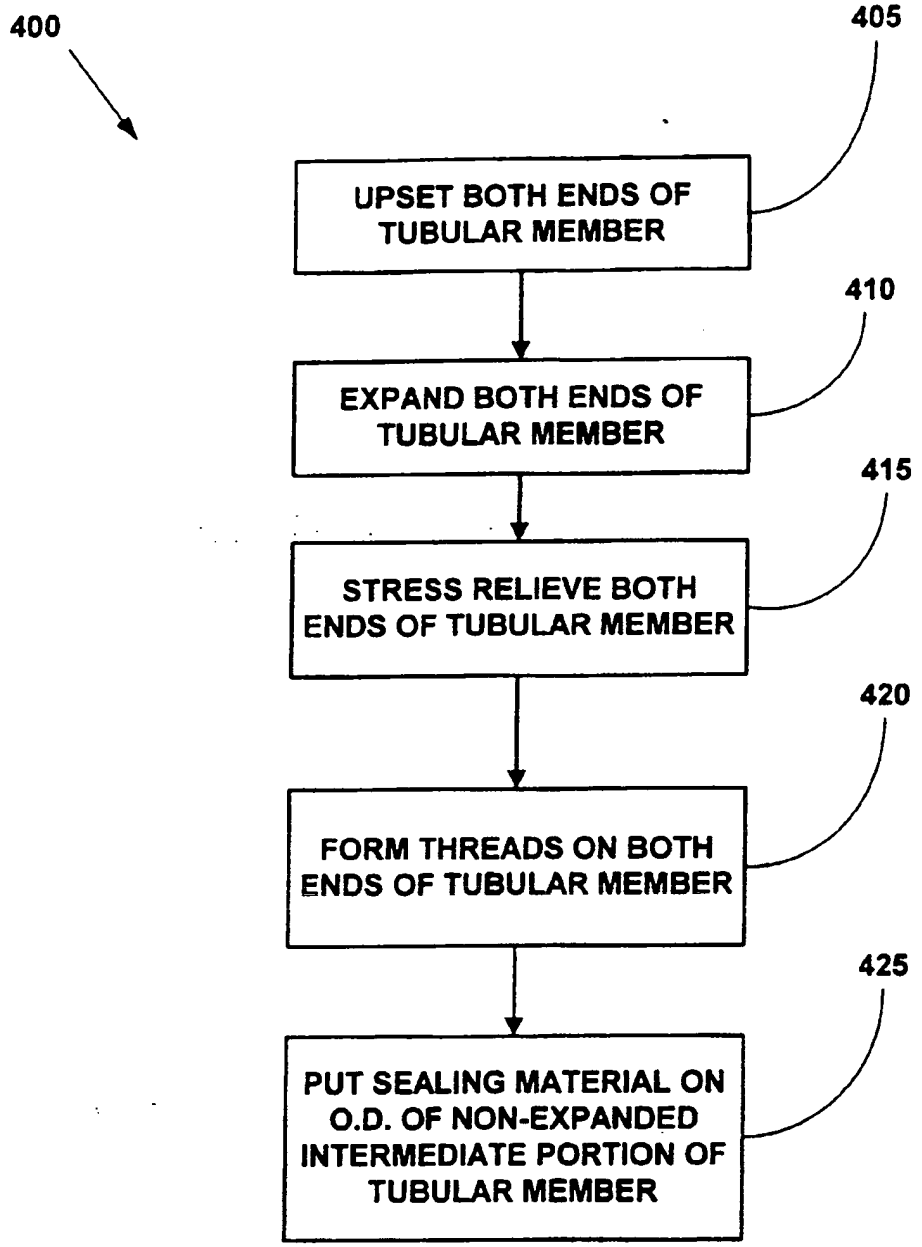 400
405
UPSET BOTH ENDS OF
TUBULAR MEMBER
410
EXPAND BOTH ENDS OF
TUBULAR MEMBER
415
STRESS RELIEVE BOTH
ENDS OF TUBULAR MEMBER
420
FORM THREADS ON BOTH
ENDS OF TUBULAR MEMBER
425
PUT SEALING MATERIAL ON
O.D. OF NON-EXPANDED
INTERMEDIATE PORTION OF
TUBULAR MEMBER